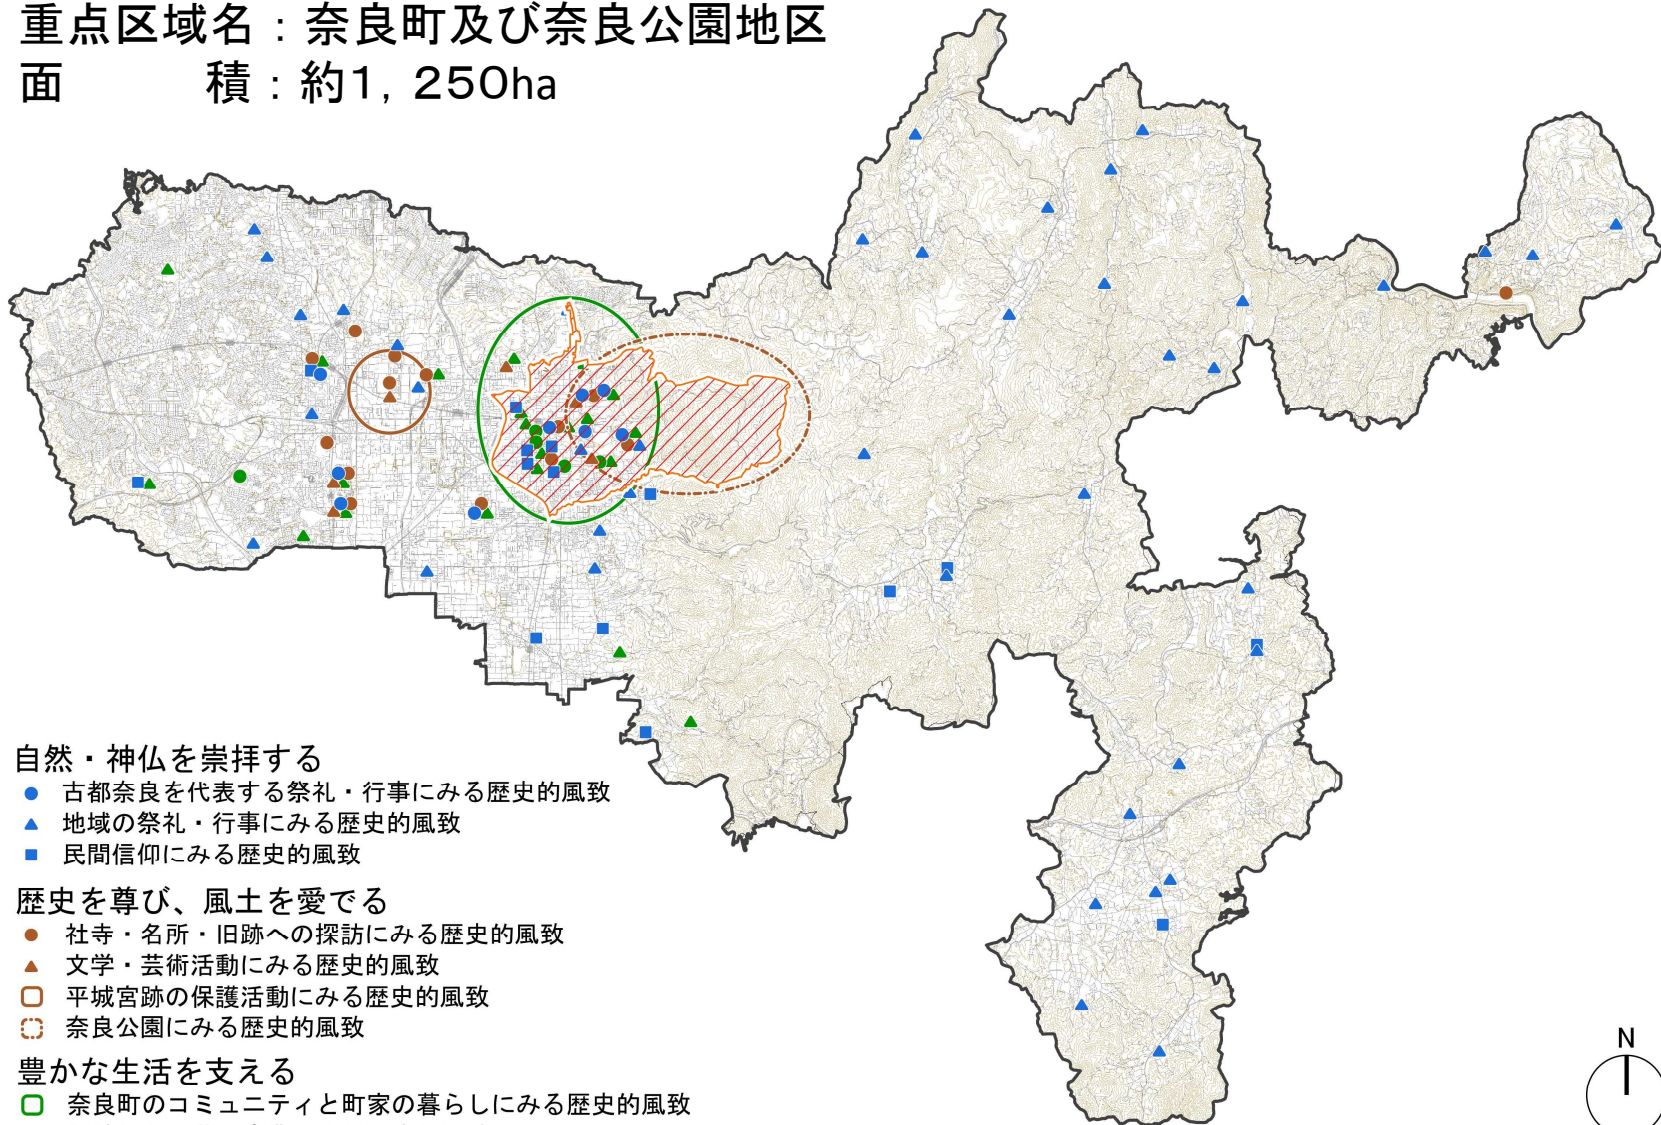 重点区域名：奈良町及び奈良公園地区
面　　　積：約1，250ha
自然・神仏を崇拝する
古都奈良を代表する祭礼・行事にみる歴史的風致
地域の祭礼・行事にみる歴史的風致
民間信仰にみる歴史的風致
歴史を尊び、風土を愛でる
社寺・名所・旧跡への探訪にみる歴史的風致
文学・芸術活動にみる歴史的風致
平城宮跡の保護活動にみる歴史的風致
奈良公園にみる歴史的風致
豊かな生活を支える
奈良町のコミュニティと町家の暮らしにみる歴史的風致
N